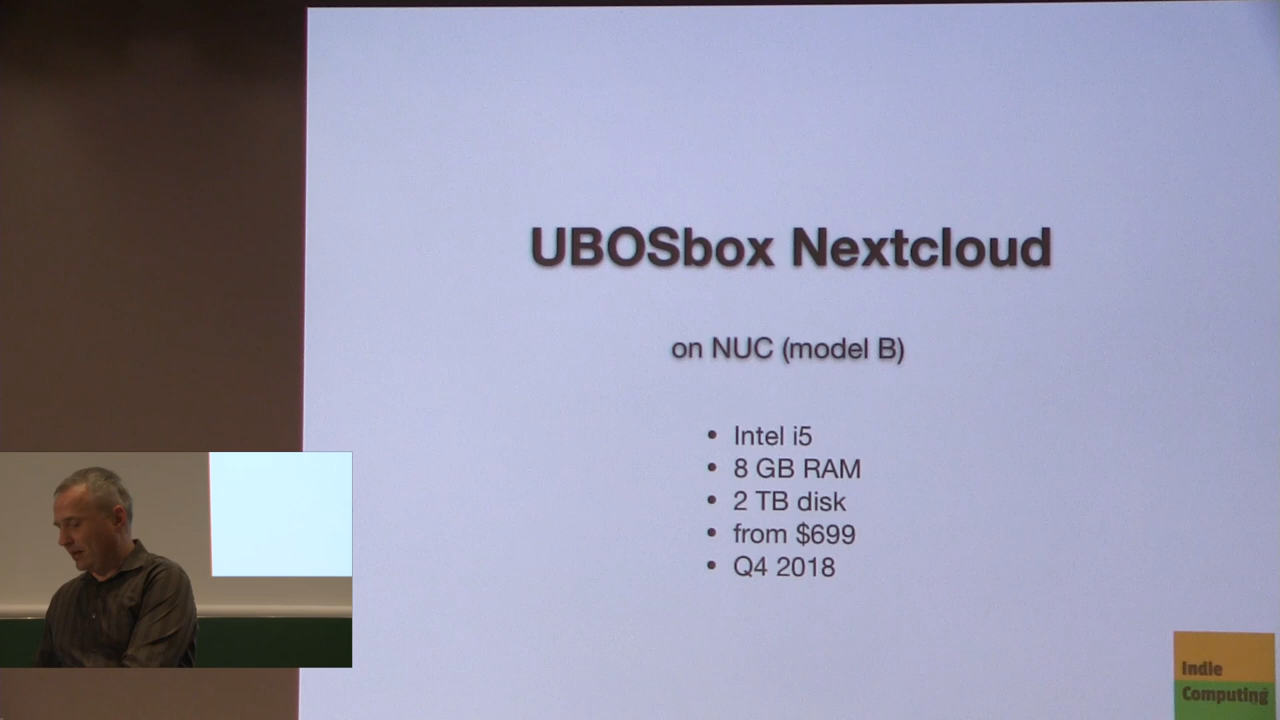 UBOSbox Nextcloud
on NUC (model B)
• Intel i5
• 8 GB RAM
• 2 TB disk
• from $699
• Q4 2018
Indie
Computing